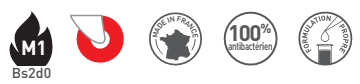 M1
Bs2d0
MADE IN FRANCE
100%
antibactérien
FORMULATION PROPRE